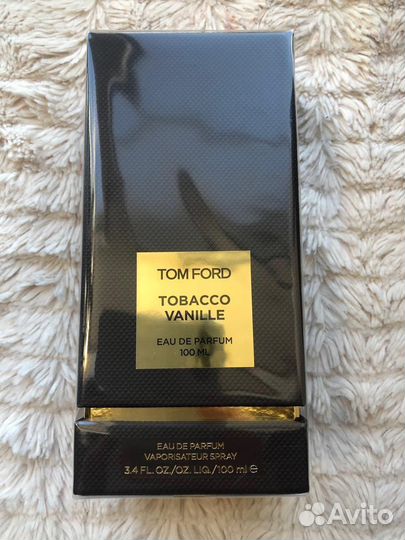 TOM FORD
TOBACCO
VANILLE
EAU DE PARFUM
100 ML
EAU DE PARFUM
VAPORISATEUR SPRAY
3.4 FL. OZ./OZ. LIQ./100 ml ℮
Avito